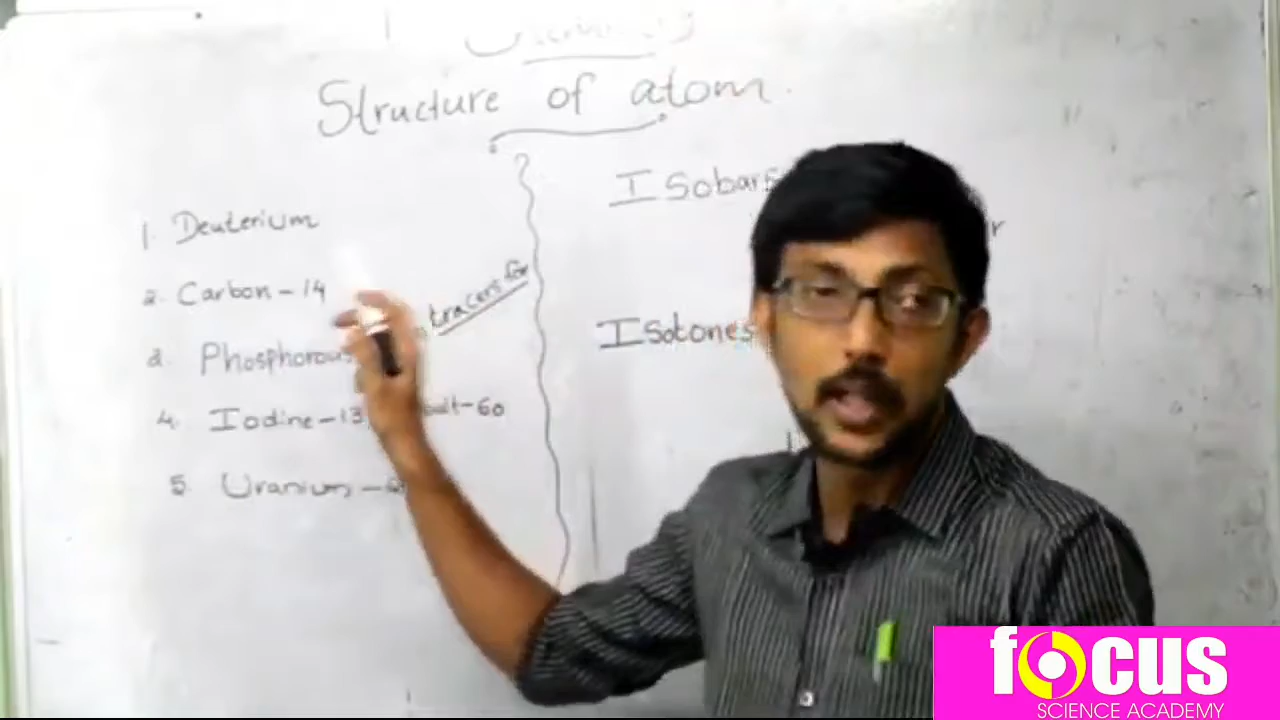 Structure of atom.
1. Deuterium
2. Carbon-14
tracers for
3. Phosphorous
4. Iodine-13
-60
5. Uranium-
Isobars
Isotones
focus
SCIENCE ACADEMY